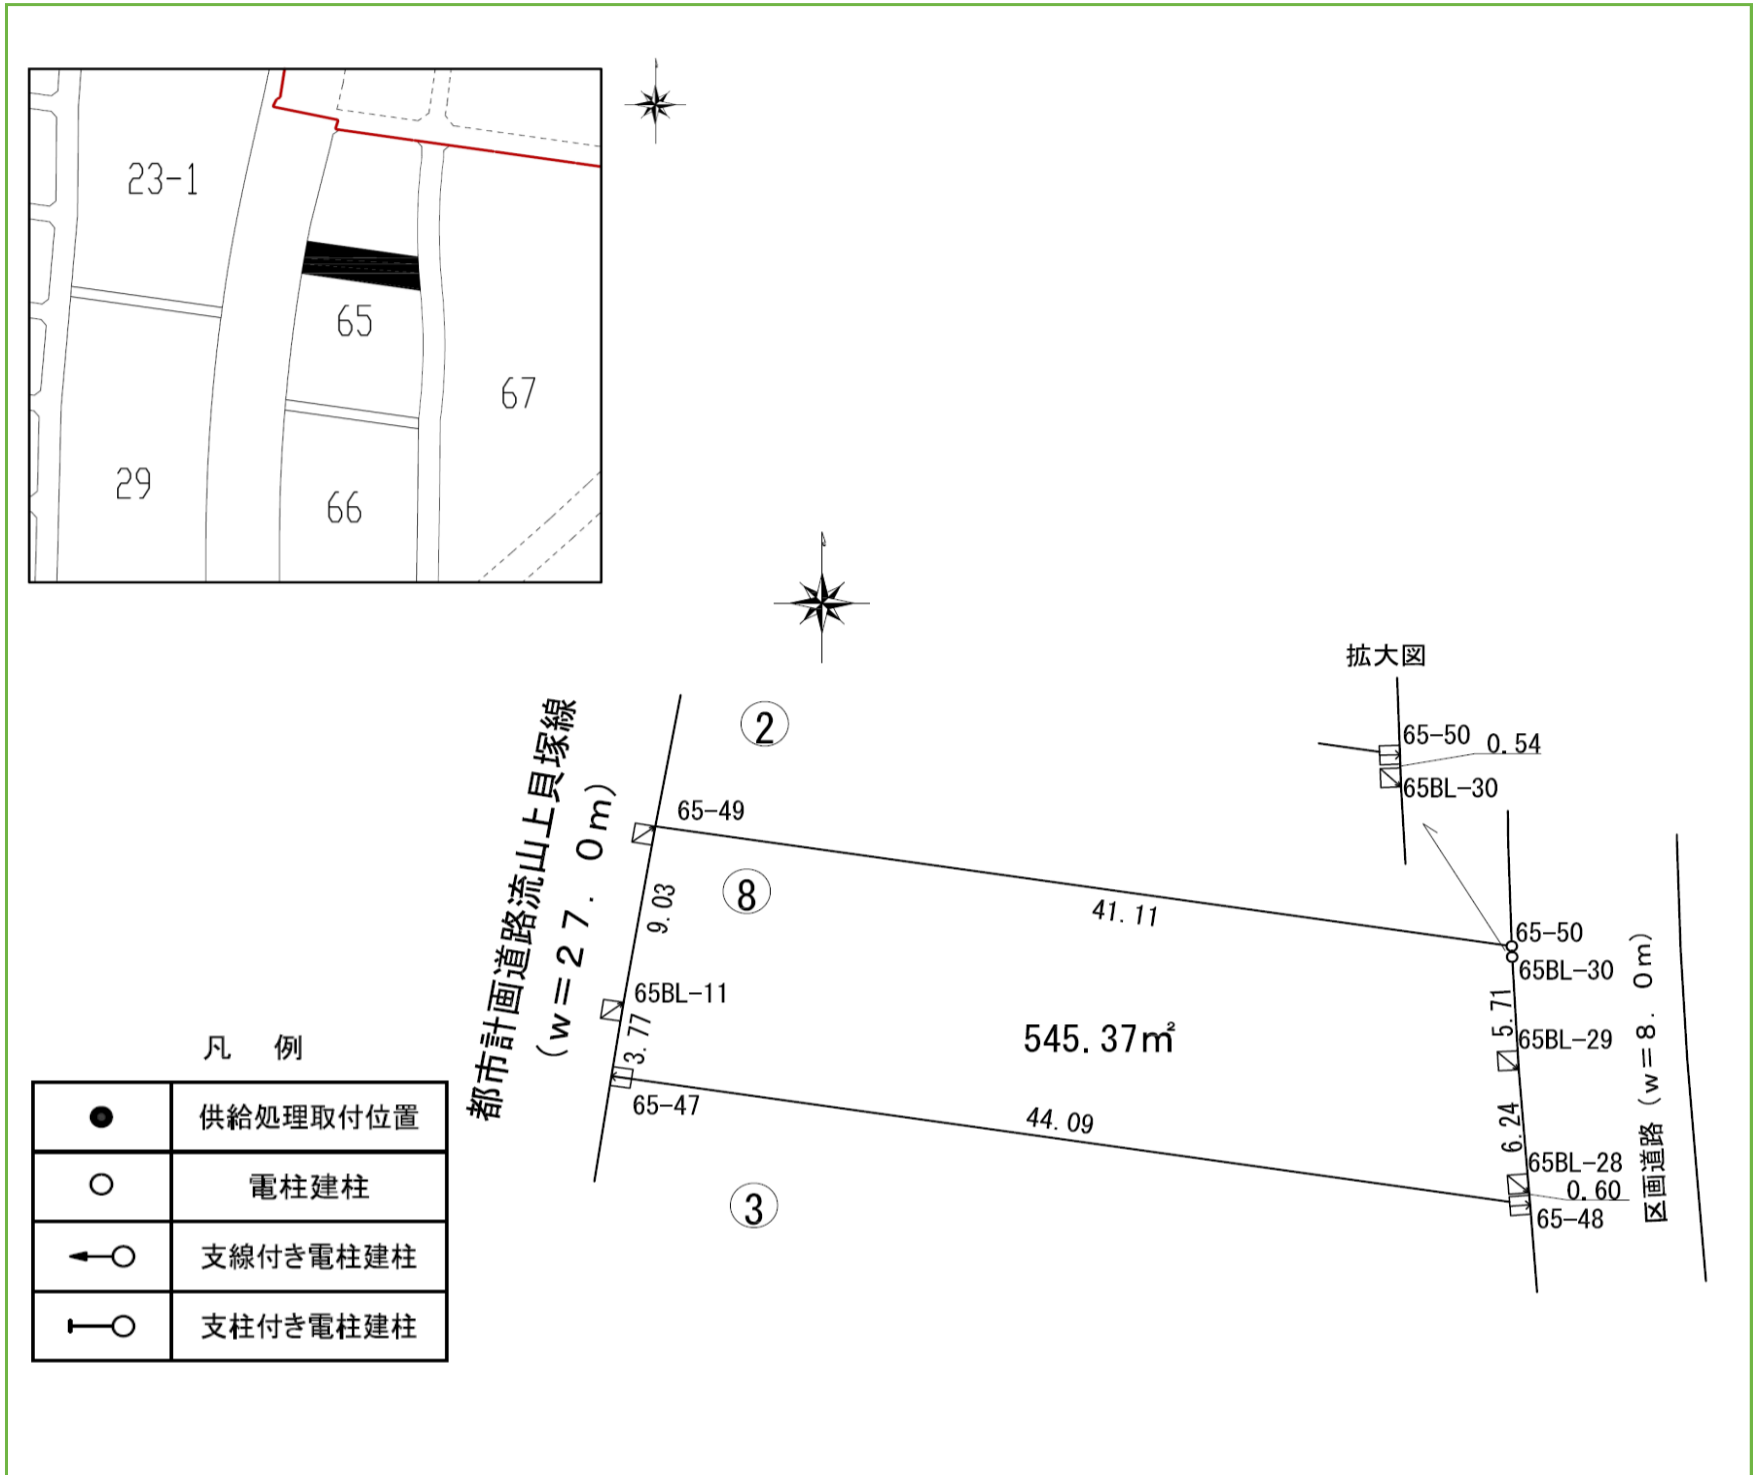 23-1
65
67
29
66
拡大図
65-50
0.54
65BL-30
都市計画道路流山上貝塚線
(w=27.0m)
②
65-49
⑧
9.03
41.11
65-50
65BL-30
5.71
65BL-11
3.77
545.37㎡
65BL-29
65-47
44.09
6.24
65BL-28
0.60
65-48
③
区画道路(w=8.0m)
凡 例
供給処理取付位置
電柱建柱
支線付き電柱建柱
支柱付き電柱建柱